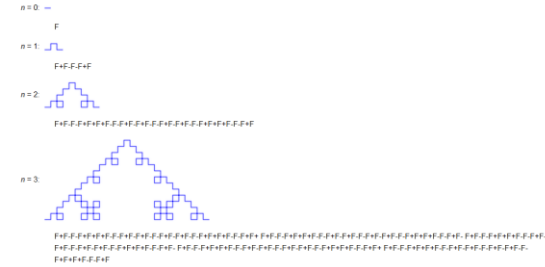 n = 0:
F
n = 1:
F+F-F-F+F
n = 2:
F+F-F-F+F+F+F-F-F+F-F+F-F-F+F-F+F-F-F+F+F+F-F-F+F
n = 3:
F+F-F-F+F+F+F-F-F+F-F+F-F-F+F-F+F-F-F+F+F+F-F-F+F+ F+F-F-F+F+F+F-F-F+F-F+F-F-F+F-F+F-F-F+F+F+F-F-F+F- F+F-F-F+F+F+F-F-F+F-
F+F-F-F+F-F+F-F-F+F+F+F-F-F+F- F+F-F-F+F+F+F-F-F+F-F+F-F-F+F-F+F-F-F+F+F+F-F-F+F+ F+F-F-F+F+F+F-F-F+F-F+F-F-F+F-F+F-F-
F+F+F+F-F-F+F